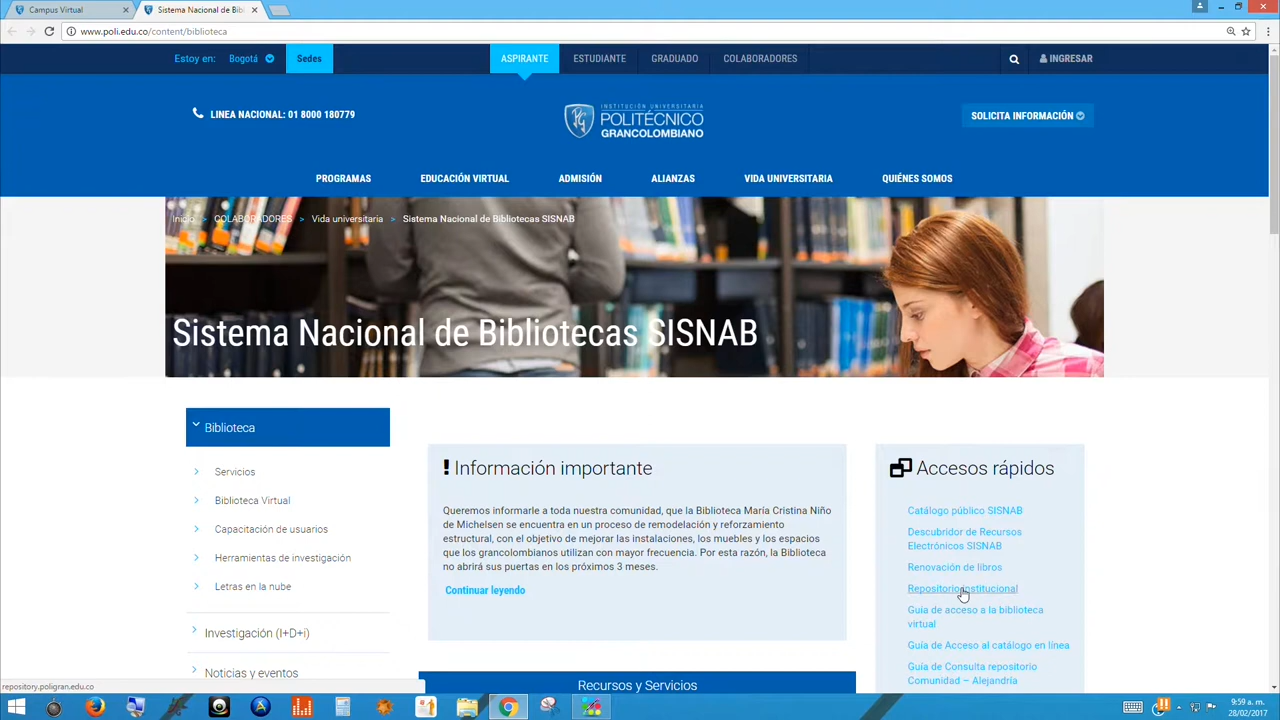 Campus Virtual
Sistema Nacional de Bib
www.poli.edu.co/content/biblioteca
Estoy en: Bogotá Sedes ASPIRANTE ESTUDIANTE GRADUADO COLABORADORES INGRESAR
LINEA NACIONAL: 01 8000 180779
INSTITUCIÓN UNIVERSITARIA
POLITÉCNICO
GRANCOLOMBIANO
SOLICITA INFORMACIÓN
PROGRAMAS EDUCACIÓN VIRTUAL ADMISIÓN ALIANZAS VIDA UNIVERSITARIA QUIÉNES SOMOS
Inicio > COLABORADORES > Vida universitaria > Sistema Nacional de Bibliotecas SISNAB
Sistema Nacional de Bibliotecas SISNAB
Biblioteca
Servicios
Biblioteca Virtual
Capacitación de usuarios
Herramientas de investigación
Letras en la nube
Investigación (I+D+i)
Noticias y eventos
! Información importante
Queremos informarle a toda nuestra comunidad, que la Biblioteca María Cristina Niño
de Michelsen se encuentra en un proceso de remodelación y reforzamiento
estructural, con el objetivo de mejorar las instalaciones, los muebles y los espacios
que los grancolombianos utilizan con mayor frecuencia. Por esta razón, la Biblioteca
no abrirá sus puertas en los próximos 3 meses.
Continuar leyendo
Recursos y Servicios
Accesos rápidos
Catálogo público SISNAB
Descubridor de Recursos
Electrónicos SISNAB
Renovación de libros
Repositorio institucional
Guía de acceso a la biblioteca
virtual
Guía de Acceso al catálogo en línea
Guía de Consulta repositorio
Comunidad – Alejandría
repository.poligran.edu.co
9:59 a. m.
28/02/2017